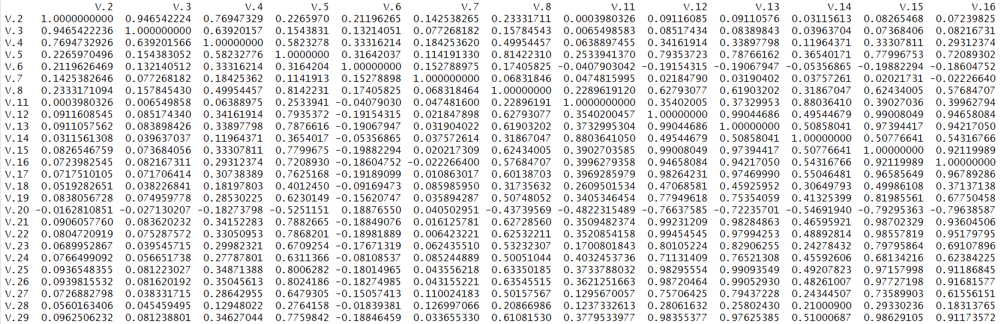 V.2 V.3 V.4 V.5 V.6 V.7 V.8 V.11 V.12 V.13 V.14 V.15 V.16
V.2 1.0000000000 0.946542224 0.76947329 0.2265970 0.21196265 0.142538265 0.23331711 0.0003980326 0.09116085 0.09110576 0.03115613 0.08265468 0.07239825
V.3 0.9465422236 1.000000000 0.63920157 0.1543831 0.13214051 0.077268182 0.15784543 0.0065498583 0.08517434 0.08389843 0.03963704 0.07368406 0.08216731
V.4 0.7694732926 0.639201566 1.00000000 0.5823278 0.33316214 0.184253620 0.49954457 0.0638897455 0.34161914 0.33897798 0.11964371 0.33307811 0.29312374
V.5 0.2265970496 0.154383052 0.58232776 1.0000000 0.31642037 0.114191330 0.81422310 0.2533941370 0.79353723 0.78766162 0.36540171 0.77996753 0.72089302
V.6 0.2119626469 0.132140512 0.33316214 0.3164204 1.00000000 0.152788975 0.17405825 -0.0407903042 -0.19154315 -0.19067947 -0.05356865 -0.19882294 -0.18604752
V.7 0.1425382646 0.077268182 0.18425362 0.1141913 0.15278898 1.000000000 0.06831846 0.0474815995 0.02184790 0.03190402 0.03757261 0.02021731 -0.02226640
V.8 0.2333171094 0.157845430 0.49954457 0.8142231 0.17405825 0.068318464 1.00000000 0.2289619120 0.62793077 0.61903202 0.31867047 0.62434005 0.57684707
V.11 0.0003980326 0.006549858 0.06388975 0.2533941 -0.04079030 0.047481600 0.22896191 1.0000000000 0.35402005 0.37329953 0.88036410 0.39027036 0.39962794
V.12 0.0911608545 0.085174340 0.34161914 0.7935372 -0.19154315 0.021847898 0.62793077 0.3540200457 1.00000000 0.99044686 0.49544679 0.99008049 0.94658084
V.13 0.0911057562 0.083898426 0.33897798 0.7876616 -0.19067947 0.031904022 0.61903202 0.3732995304 0.99044686 1.00000000 0.50858041 0.97394417 0.94217050
V.14 0.0311561308 0.039637037 0.11964371 0.3654017 -0.05356865 0.037572614 0.31867047 0.8803641050 0.49544679 0.50858041 1.00000000 0.50776641 0.54316766
V.15 0.0826546759 0.073684056 0.33307811 0.7799675 -0.19882294 0.020217309 0.62434005 0.3902703585 0.99008049 0.97394417 0.50776641 1.00000000 0.92119989
V.16 0.0723982545 0.082167311 0.29312374 0.7208930 -0.18604752 -0.022266400 0.57684707 0.3996279358 0.94658084 0.94217050 0.54316766 0.92119989 1.00000000
V.17 0.0717510105 0.071706414 0.30738389 0.7625168 -0.19189099 0.010863017 0.60138703 0.3969285979 0.98264231 0.97469990 0.55046481 0.96585649 0.96789286
V.18 0.0519282651 0.038226841 0.18197803 0.4012450 -0.09169473 0.085985950 0.31735632 0.2609501534 0.47068581 0.45925952 0.30649793 0.49986108 0.37137138
V.19 0.0838056728 0.074959778 0.28530225 0.6230149 -0.15620747 0.035894287 0.50748052 0.3405346454 0.77949618 0.75354059 0.41325399 0.81985561 0.67750458
V.20 -0.0162810851 -0.027130207 -0.18273798 -0.5251151 0.18876550 0.040502951 -0.43739569 -0.4822315489 -0.76637585 -0.72235701 -0.54691940 -0.79295363 -0.79638587
V.21 0.0906057760 0.083620232 0.34152283 0.7882665 -0.18849076 0.016125781 0.62728560 0.3509482374 0.99231209 0.98284863 0.46595921 0.98702329 0.93604506
V.22 0.0804720919 0.075287572 0.33050953 0.7868201 -0.18981889 0.006423221 0.62532211 0.3520854158 0.99454545 0.97994253 0.48892814 0.98557819 0.95179795
V.23 0.0689952867 0.039545715 0.29982321 0.6709254 -0.17671319 0.062435510 0.53232307 0.1700801843 0.80105224 0.82906255 0.24278432 0.79795864 0.69107896
V.24 0.0766499092 0.056651738 0.27787801 0.6311366 -0.08108537 0.085244889 0.50051044 0.4032453736 0.71131409 0.76521308 0.45592606 0.68134216 0.62384225
V.25 0.0936548355 0.081223027 0.34871388 0.8006282 -0.18014965 0.043556218 0.63350185 0.3733788032 0.98295554 0.99093549 0.49207823 0.97157998 0.91186845
V.26 0.0939815532 0.081620192 0.35045613 0.8024186 -0.18274985 0.043155221 0.63545515 0.3621251663 0.98720464 0.99052930 0.48261007 0.97727198 0.91681577
V.27 0.0726882798 0.038331715 0.28642955 0.6479305 -0.15057413 0.110024183 0.50157567 0.1295670057 0.75706425 0.79437228 0.24344507 0.73589903 0.61556151
V.28 0.0560163406 0.045459495 0.12948022 0.2764158 -0.01839381 0.126997066 0.20866986 0.1237332613 0.28061632 0.25802430 0.21000900 0.29330236 0.18313765
V.29 0.0962506232 0.081238801 0.34627044 0.7759842 -0.18846459 0.033655330 0.61081530 0.3779533977 0.98355377 0.97625385 0.51000687 0.98629105 0.91173572